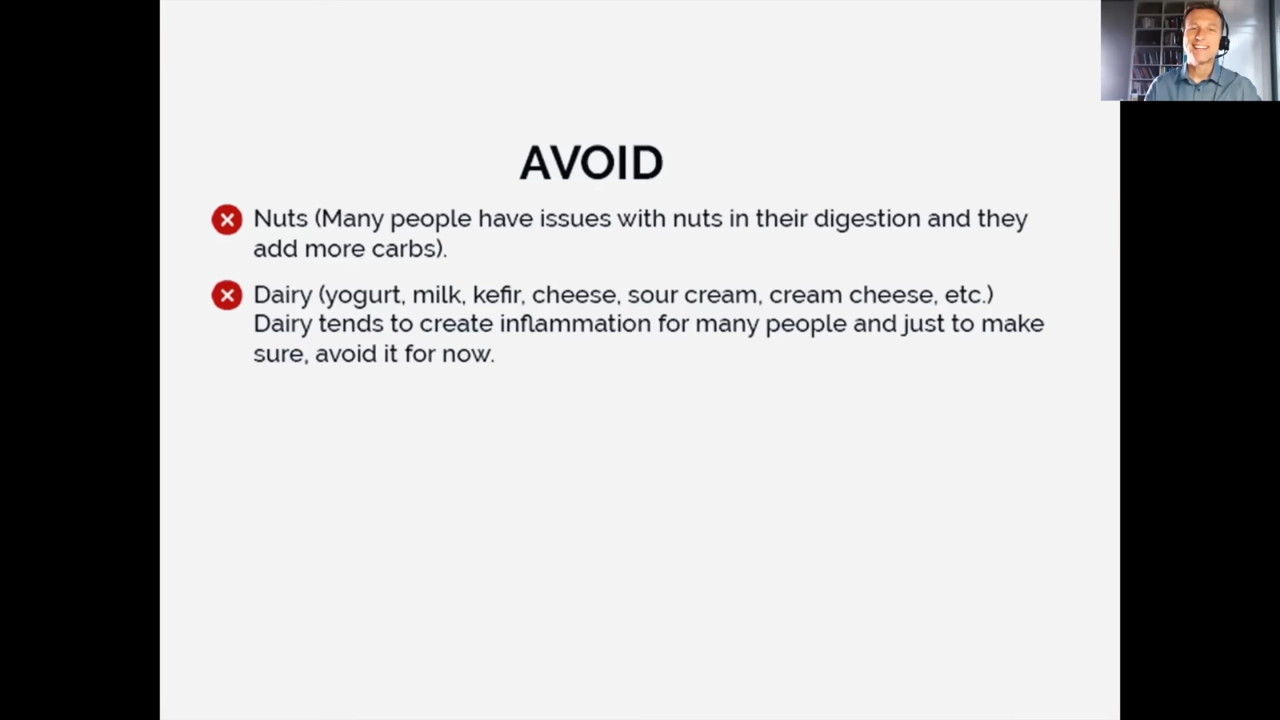 AVOID
Nuts (Many people have issues with nuts in their digestion and they
add more carbs).
Dairy (yogurt, milk, kefir, cheese, sour cream, cream cheese, etc.)
Dairy tends to create inflammation for many people and just to make
sure, avoid it for now.